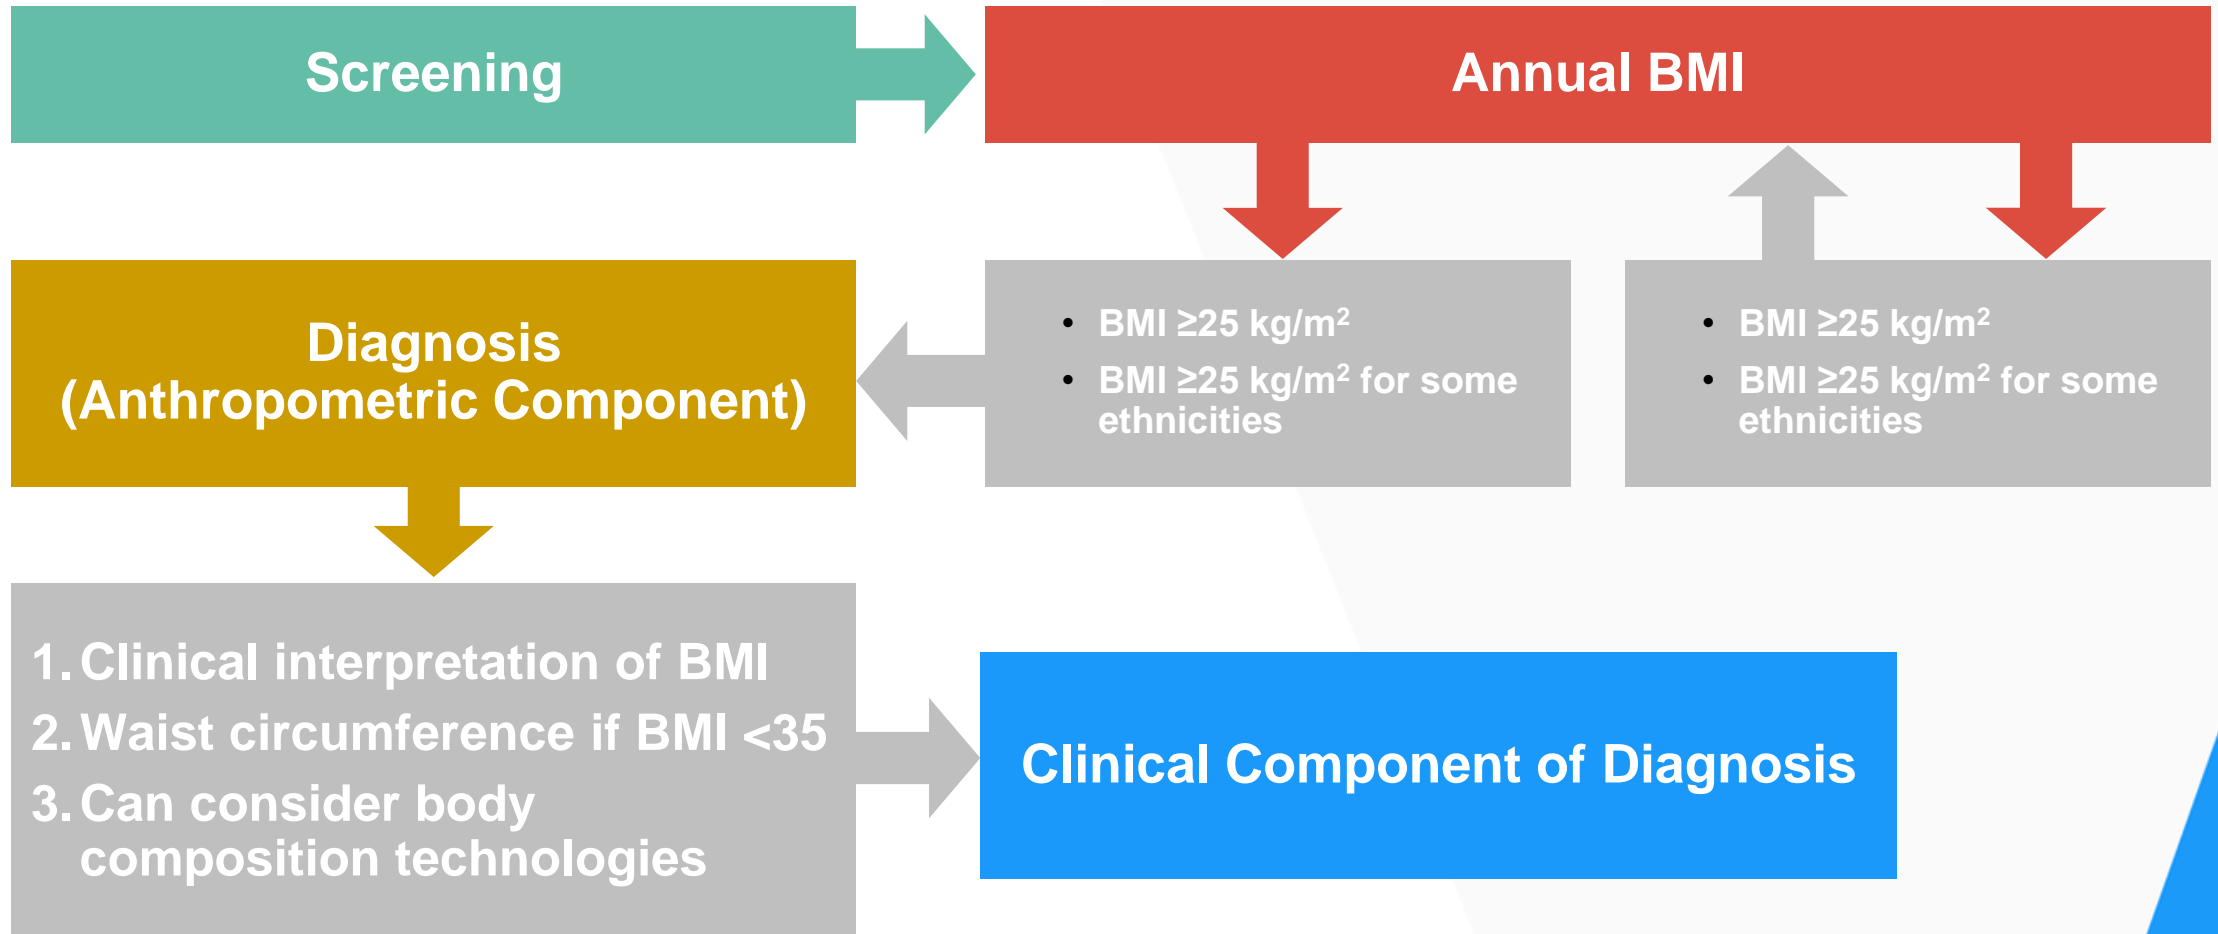 Screening
Annual BMI
Diagnosis
(Anthropometric Component)
• BMI ≥25 kg/m²
• BMI ≥25 kg/m² for some
ethnicities
• BMI ≥25 kg/m²
• BMI ≥25 kg/m² for some
ethnicities
1. Clinical interpretation of BMI
2. Waist circumference if BMI <35
3. Can consider body
composition technologies
Clinical Component of Diagnosis